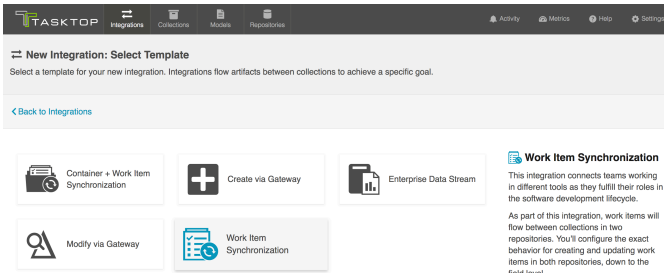 TASKTOP
Integrations
Collections
Models
Repositories
Activity
Metrics
Help
Settings
New Integration: Select Template
Select a template for your new integration. Integrations flow artifacts between collections to achieve a specific goal.
Back to Integrations
Container + Work Item
Synchronization
Create via Gateway
Enterprise Data Stream
Modify via Gateway
Work Item
Synchronization
Work Item Synchronization
This integration connects teams working
in different tools as they fulfill their roles in
the software development lifecycle.
As part of this integration, work items will
flow between collections in two
repositories. You'll configure the exact
behavior for creating and updating work
items in both repositories, down to the
field level.